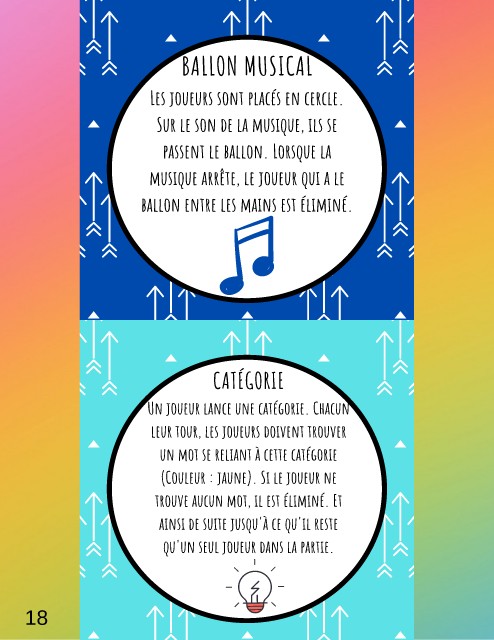 BALLON MUSICAL
LES JOUEURS SONT PLACÉS EN CERCLE.
SUR LE SON DE LA MUSIQUE, ILS SE
PASSENT LE BALLON. LORSQUE LA
MUSIQUE ARRÊTE, LE JOUEUR QUI A LE
BALLON ENTRE LES MAINS EST ÉLIMINÉ.
CATÉGORIE
UN JOUEUR LANCE UNE CATÉGORIE. CHACUN
LEUR TOUR, LES JOUEURS DOIVENT TROUVER
UN MOT SE RELIANT À CETTE CATÉGORIE
(COULEUR : JAUNE). SI LE JOUEUR NE
TROUVE AUCUN MOT, IL EST ÉLIMINÉ. ET
AINSI DE SUITE JUSQU'À CE QU'IL RESTE
QU'UN SEUL JOUEUR DANS LA PARTIE.
18